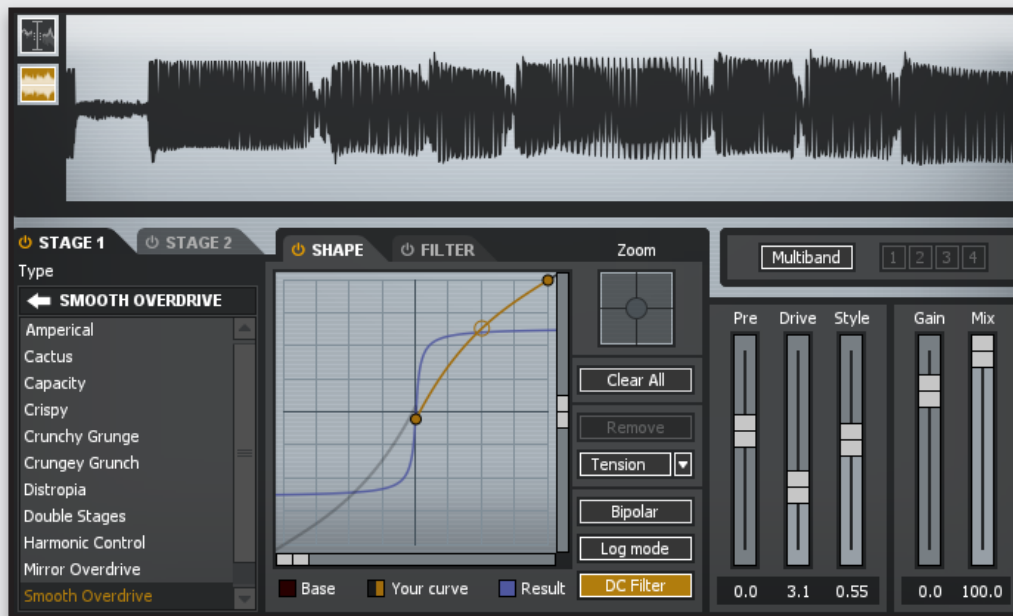 STAGE 1
STAGE 2
Type
SMOOTH OVERDRIVE
Amperical
Cactus
Capacity
Crispy
Crunchy Grunge
Crungey Grunch
Distropia
Double Stages
Harmonic Control
Mirror Overdrive
Smooth Overdrive
SHAPE
FILTER
Zoom
Clear All
Remove
Tension
Bipolar
Log mode
DC Filter
Base
Your curve
Result
Multiband
1 2 3 4
Pre Drive Style
Gain Mix
0.0 3.1 0.55
0.0 100.0